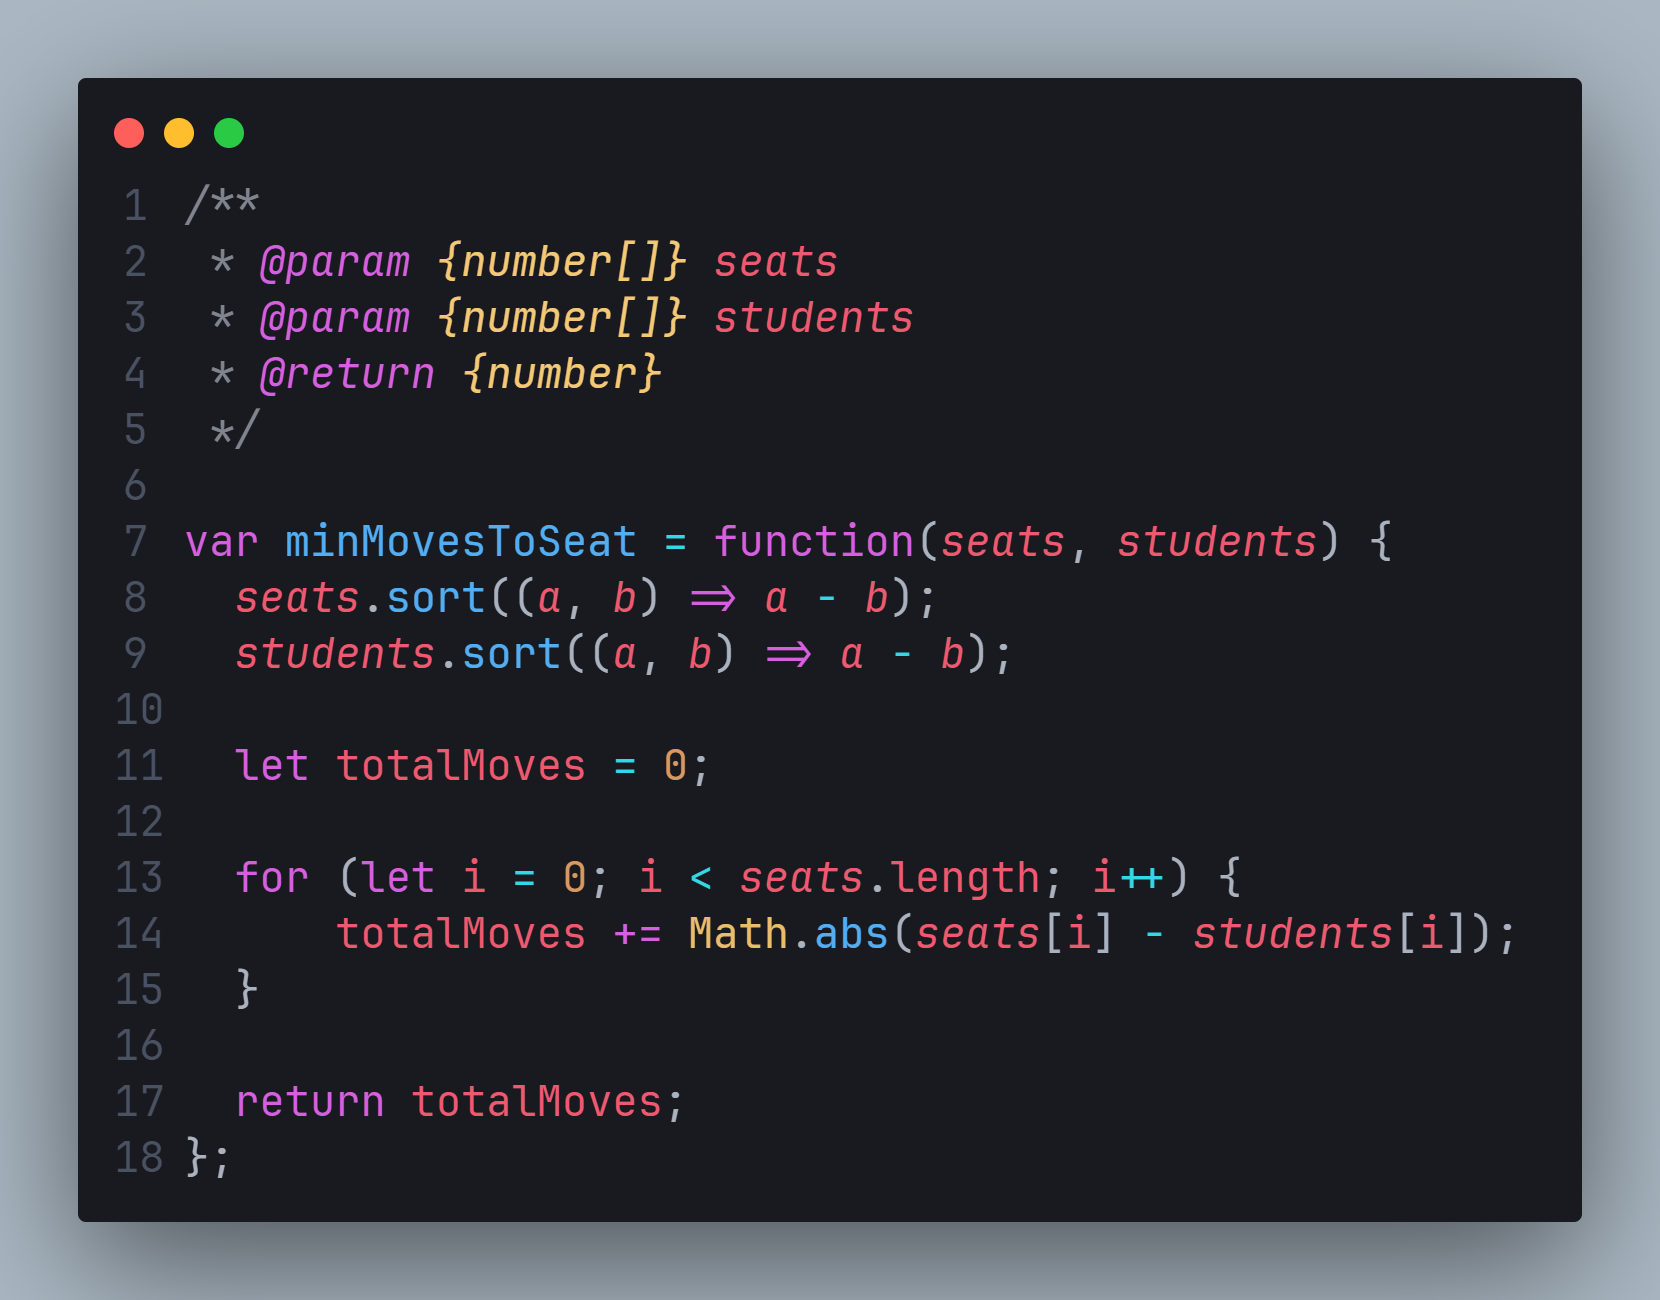 1 /**
2  * @param {number[]} seats
3  * @param {number[]} students
4  * @return {number}
5  */
6
7 var minMovesToSeat = function(seats, students) {
8   seats.sort((a, b) => a - b);
9   students.sort((a, b) => a - b);
10
11   let totalMoves = 0;
12
13   for (let i = 0; i < seats.length; i++) {
14       totalMoves += Math.abs(seats[i] - students[i]);
15   }
16
17   return totalMoves;
18 };